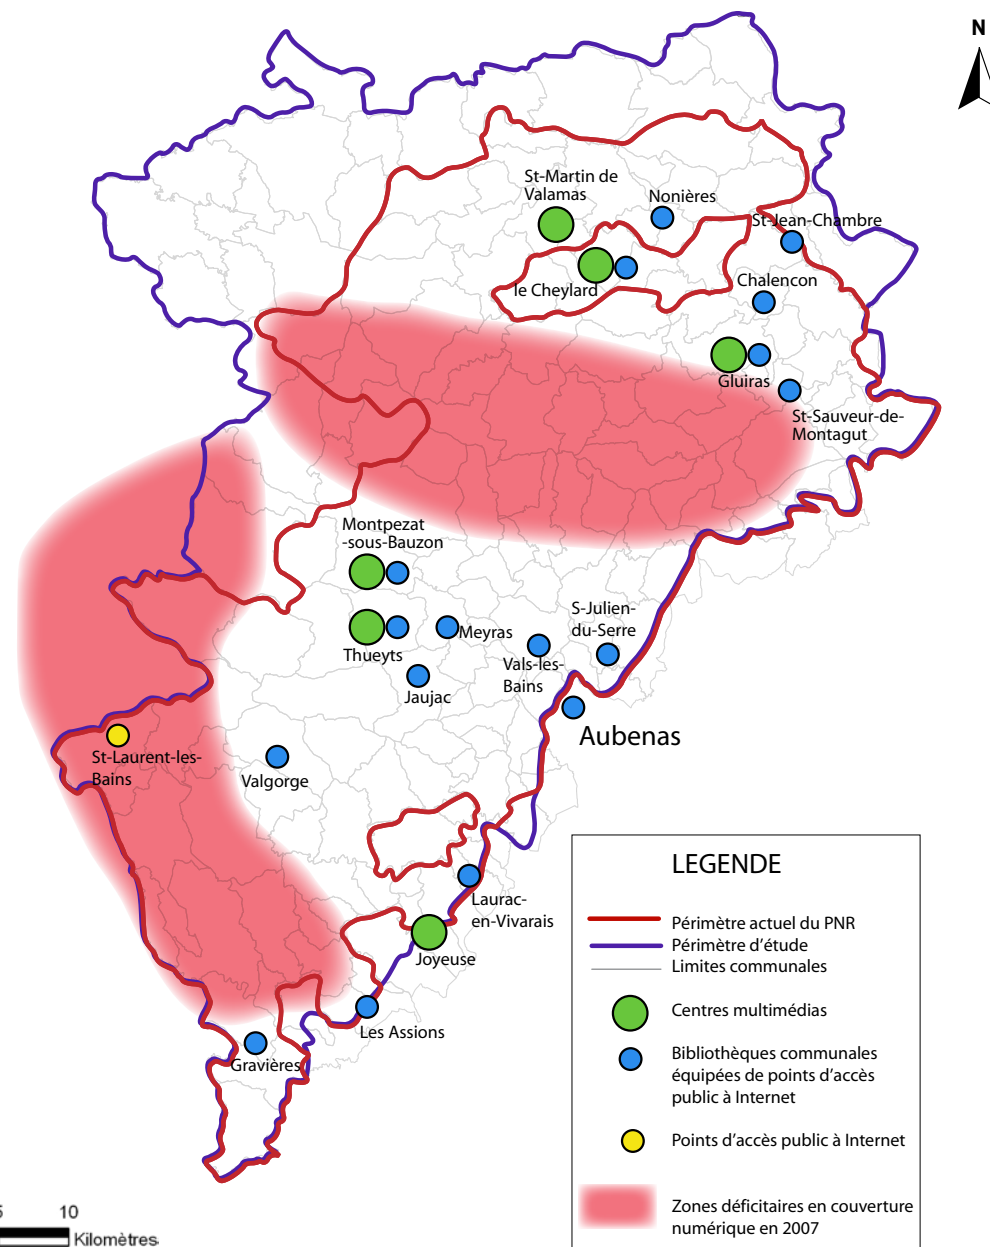 N
St-Martin de
Valamas
Nonières
St-Jean-Chambre
le Cheylard
Chalencon
Gluiras
St-Sauveur-de-
Montagut
Montpezat
-sous-Bauzon
Thueyts
Meyras
Jaujac
S-Julien-
du-Serre
Vals-les-
Bains
Aubenas
St-Laurent-les-
Bains
Valgorge
Laurac-
en-Vivarais
Joyeuse
Les Assions
Gravières
LEGENDE
Périmètre actuel du PNR
Périmètre d'étude
Limites communales
Centres multimédias
Bibliothèques communales
équipées de points d'accès
public à Internet
Points d'accès public à Internet
Zones déficitaires en couverture
numérique en 2007
10
Kilomètres